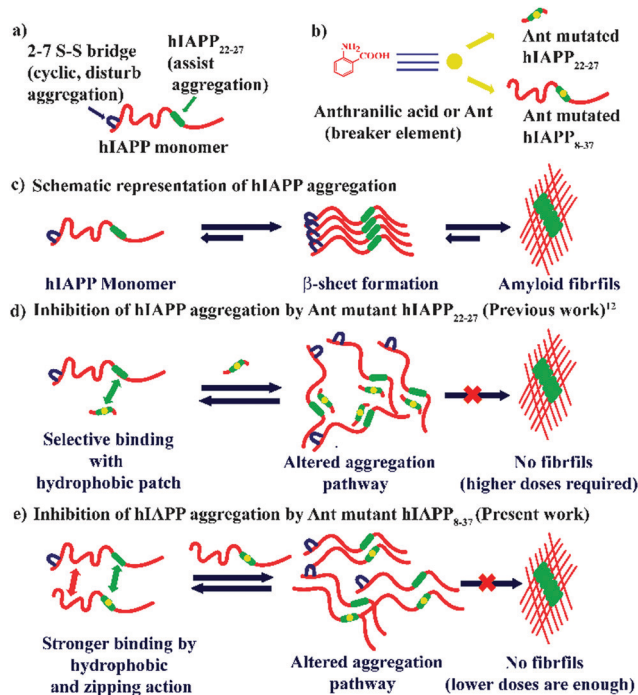 a)
2-7 S-S bridge
(cyclic, disturb
aggregation)
hIAPP22-27
(assist
aggregation)
hIAPP monomer
b)
NH2
COOH
Anthranilic acid or Ant
(breaker element)
Ant mutated
hIAPP22-27
Ant mutated
hIAPP8-37
c) Schematic representation of hIAPP aggregation
hIAPP Monomer
β-sheet formation
Amyloid fibrfils
d) Inhibition of hIAPP aggregation by Ant mutant hIAPP22-27 (Previous work)12
Selective binding
with
hydrophobic patch
Altered aggregation
pathway
No fibrfils
(higher doses required)
e) Inhibition of hIAPP aggregation by Ant mutant hIAPP8-37 (Present work)
Stronger binding by
hydrophobic
and zipping action
Altered aggregation
pathway
No fibrfils
(lower doses are enough)